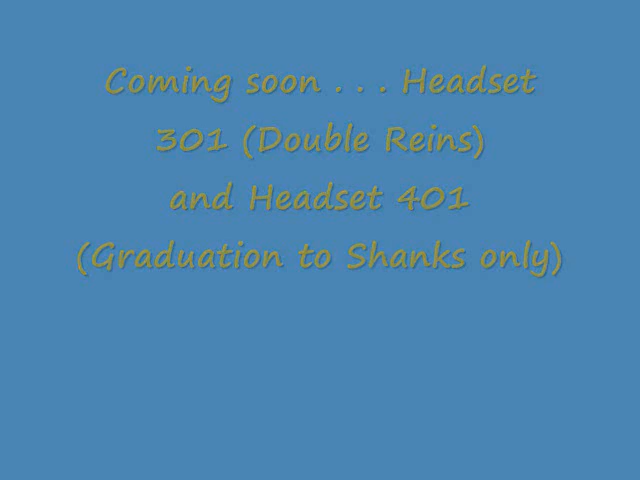 Coming soon . . . Headset
301 (Double Reins)
and Headset 401
(Graduation to Shanks only)